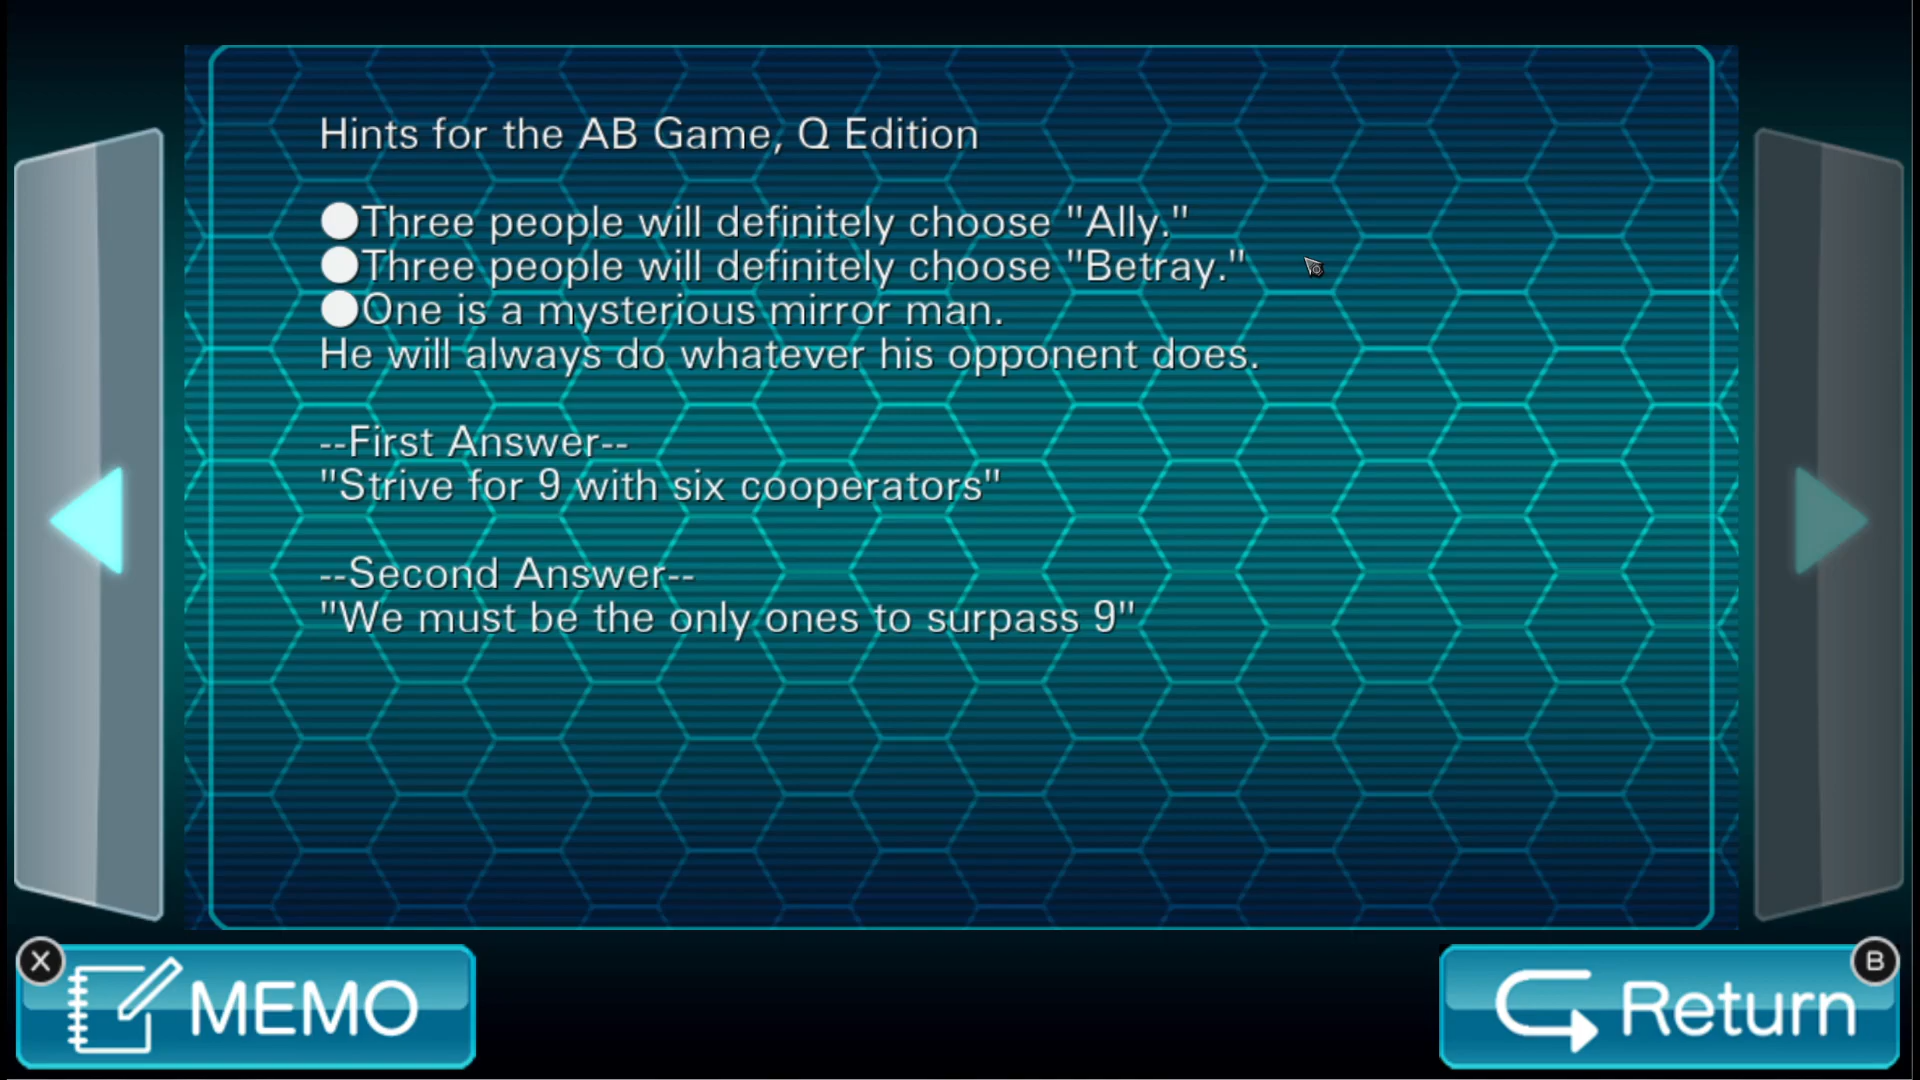 Hints for the AB Game, Q Edition
●Three people will definitely choose "Ally."
●Three people will definitely choose "Betray."
●One is a mysterious mirror man.
He will always do whatever his opponent does.
--First Answer--
"Strive for 9 with six cooperators"
--Second Answer--
"We must be the only ones to surpass 9"
X
MEMO
B
Return